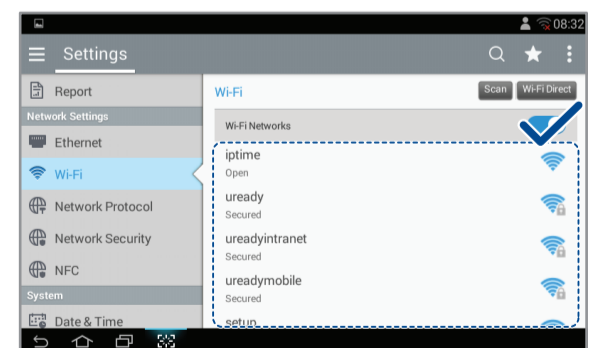 08:32
Settings
Report
Network Settings
Ethernet
Wi-Fi
Network Protocol
Network Security
NFC
System
Date & Time
Wi-Fi
Scan
Wi-Fi Direct
Wi-Fi Networks
iptime
Open
uready
Secured
ureadyintranet
Secured
ureadymobile
Secured
setup